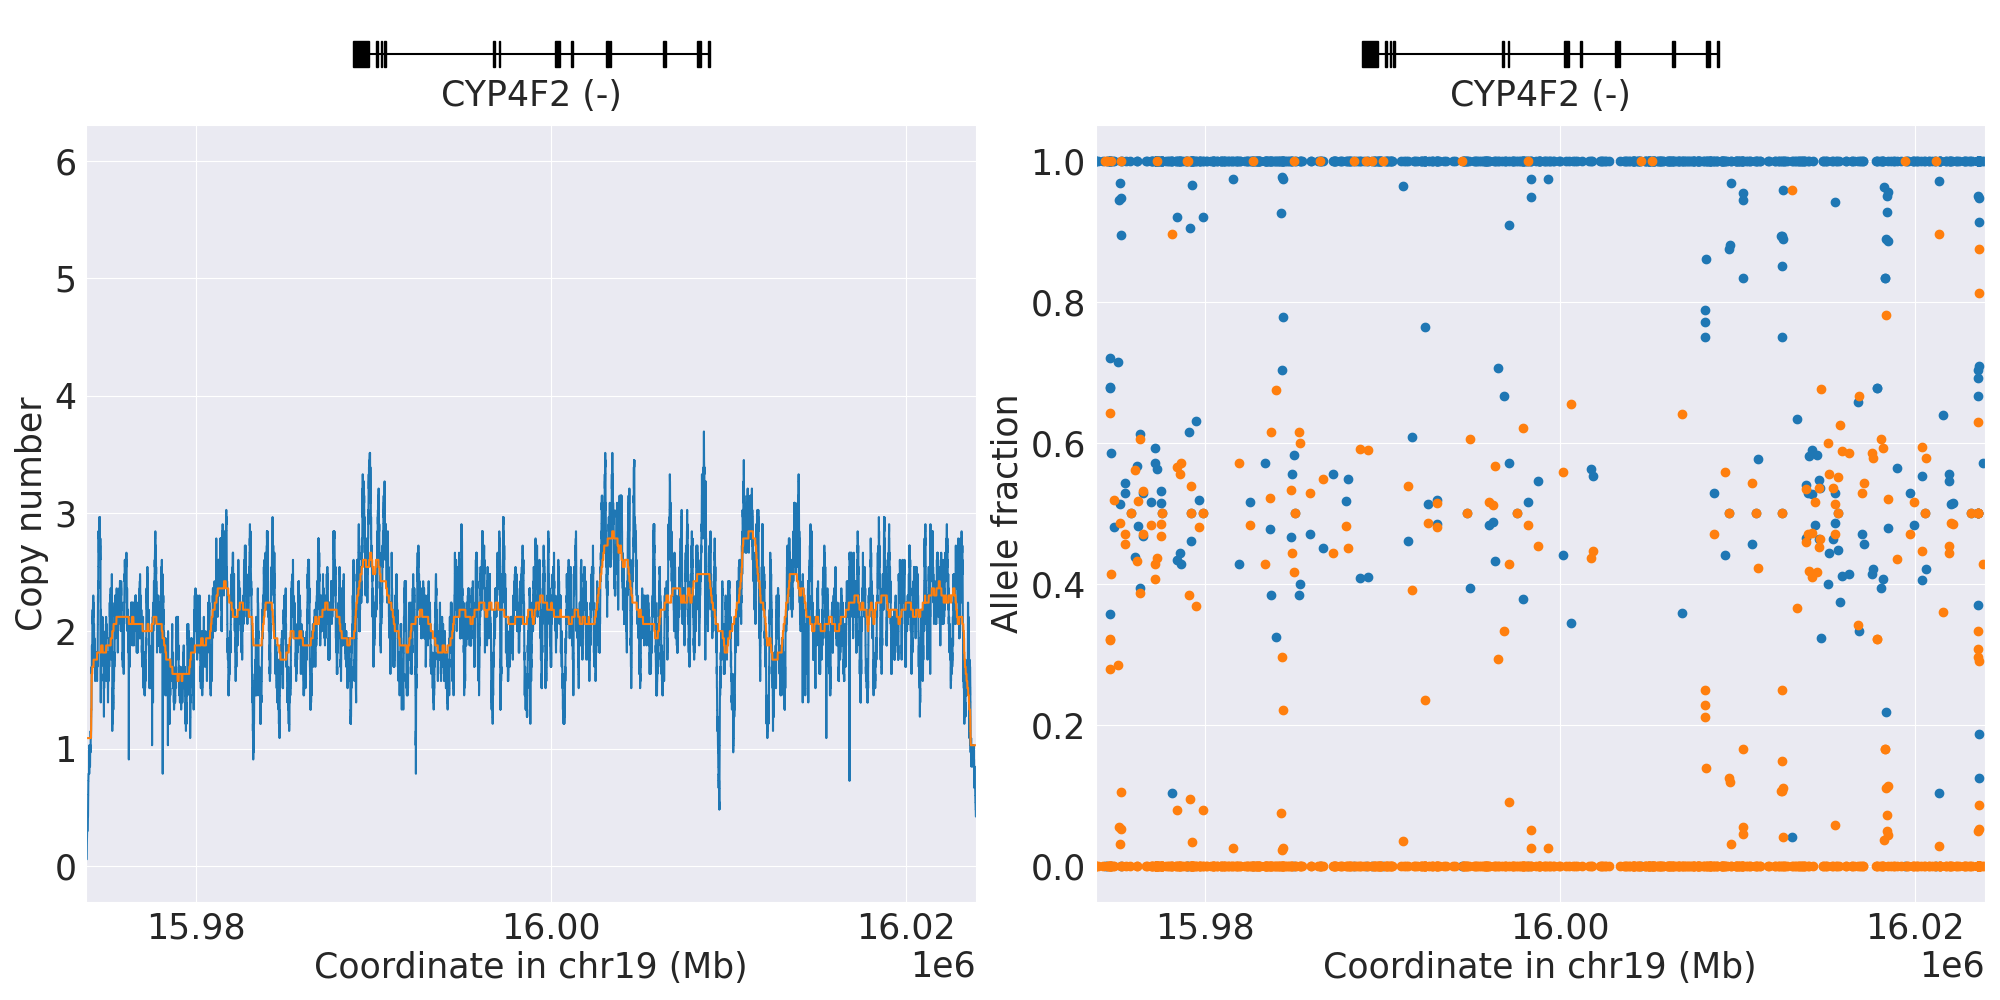 CYP4F2 (-)
6
5
4
3
2
1
0
Copy number
15.98
16.00
16.02
Coordinate in chr19 (Mb)
1e6
CYP4F2 (-)
1.0
0.8
0.6
0.4
0.2
0.0
Allele fraction
15.98
16.00
16.02
Coordinate in chr19 (Mb)
1e6